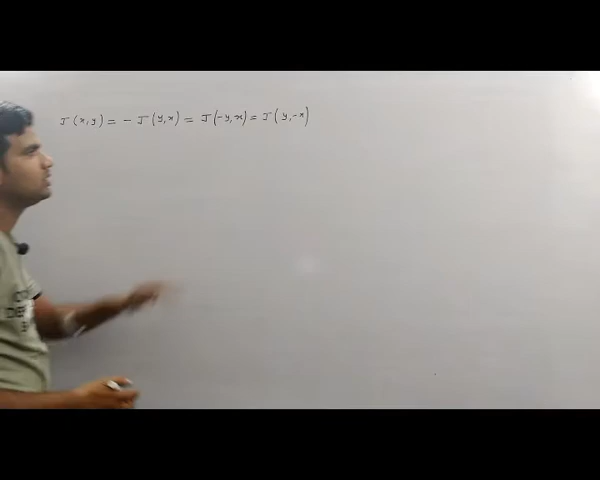 J(x,y) = - J(y,x) = J(-y,x) = J(y,-x)